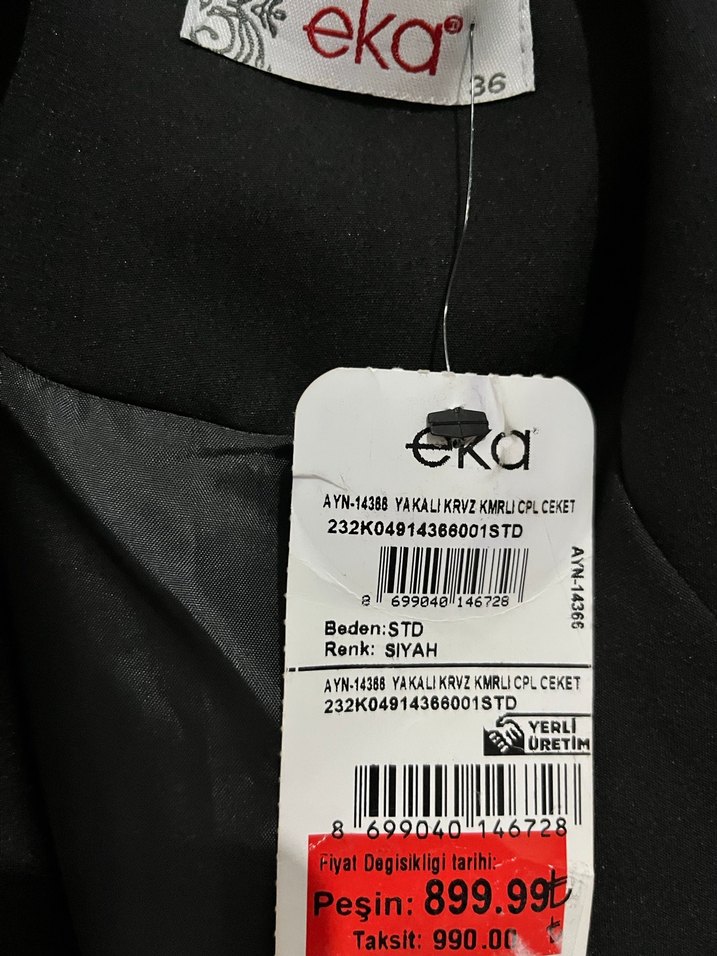 eka®
36
eka
AYN-14366 YAKALI KRVZ KMRLI CPL CEKET
232K04914366001STD
8 699040 146728
AYN-14366
Beden:STD
Renk: SIYAH
AYN-14366 YAKALI KRVZ KMRLI CPL CEKET
232K04914366001STD
YERLİ
ÜRETİM
8 699040 146728
Fiyat Degisikligi tarihi:
Peşin: 899.99₺
Taksit: 990.00 ₺